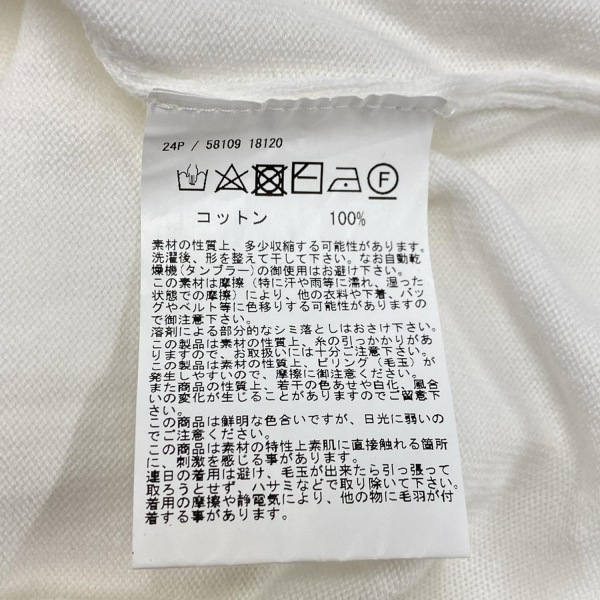 24P / 58109 18120
F
コットン 100%
素材の性質上、多少収縮する可能性があります。
洗濯後、形を整えて干して下さい。なお自動乾
燥機(タンブラー)の御使用はお避け下さい。
この素材は摩擦（特に汗や雨等に濡れ、湿った
状態での摩擦）により、他の衣料や下着、バッ
グやベルト等に色移りする可能性がありますの
で御注意下さい。
溶剤による部分的なシミ落としはおさけ下さい。
この製品は素材の性質上、糸の引っかかりがあ
りますので、お取扱いには十分ご注意下さい。
この製品は素材の性質上、ピリング（毛玉）が
発生しやすいので、摩擦に御注意ください。
また商品の性質上、若干の色あせや白化、風合
いの変化が生じることがありますのでご留意下
さい。
この商品は鮮明な色合いですが、日光に弱いの
でご注意ください。
この商品は素材の特性上素肌に直接触れる箇所
に、刺激を感じる事があります。
連日の着用は避け、毛玉が出来たら引っ張って
取ろうとせず、ハサミなどで取り除いて下さい。
着用の摩擦や静電気により、他の物に毛羽が付
着する事があります。